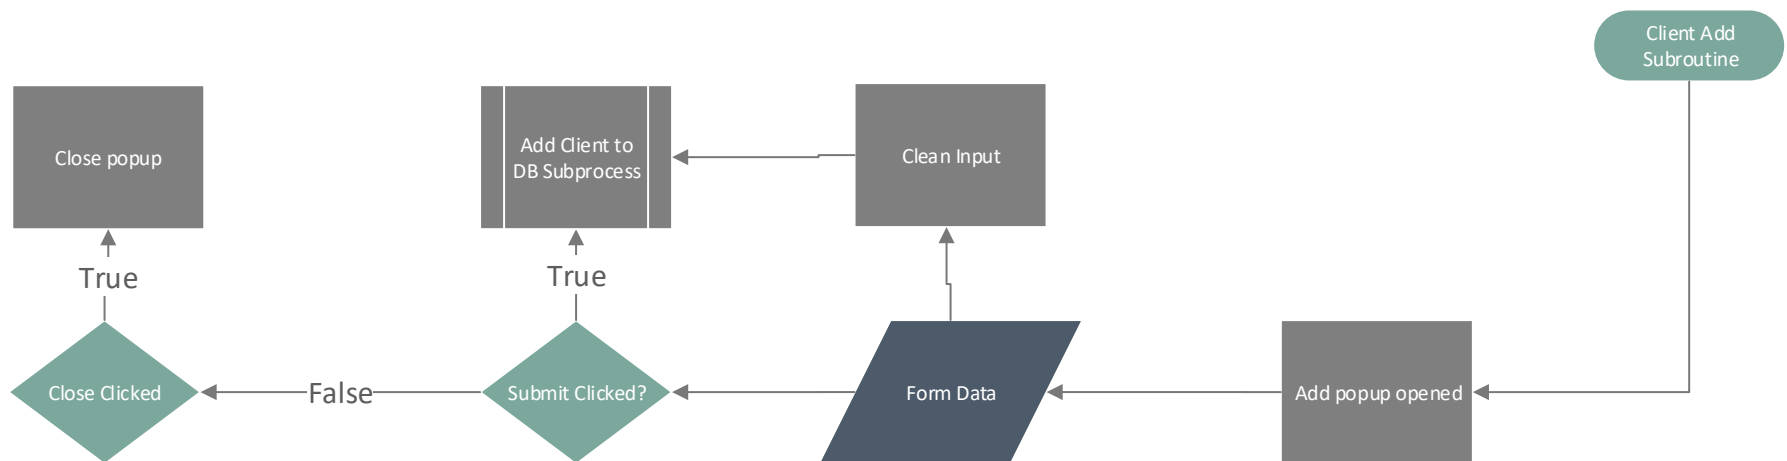 Client Add
Subroutine
Close popup
Add Client to
DB Subprocess
Clean Input
True
True
Close Clicked
False
Submit Clicked?
Form Data
Add popup opened